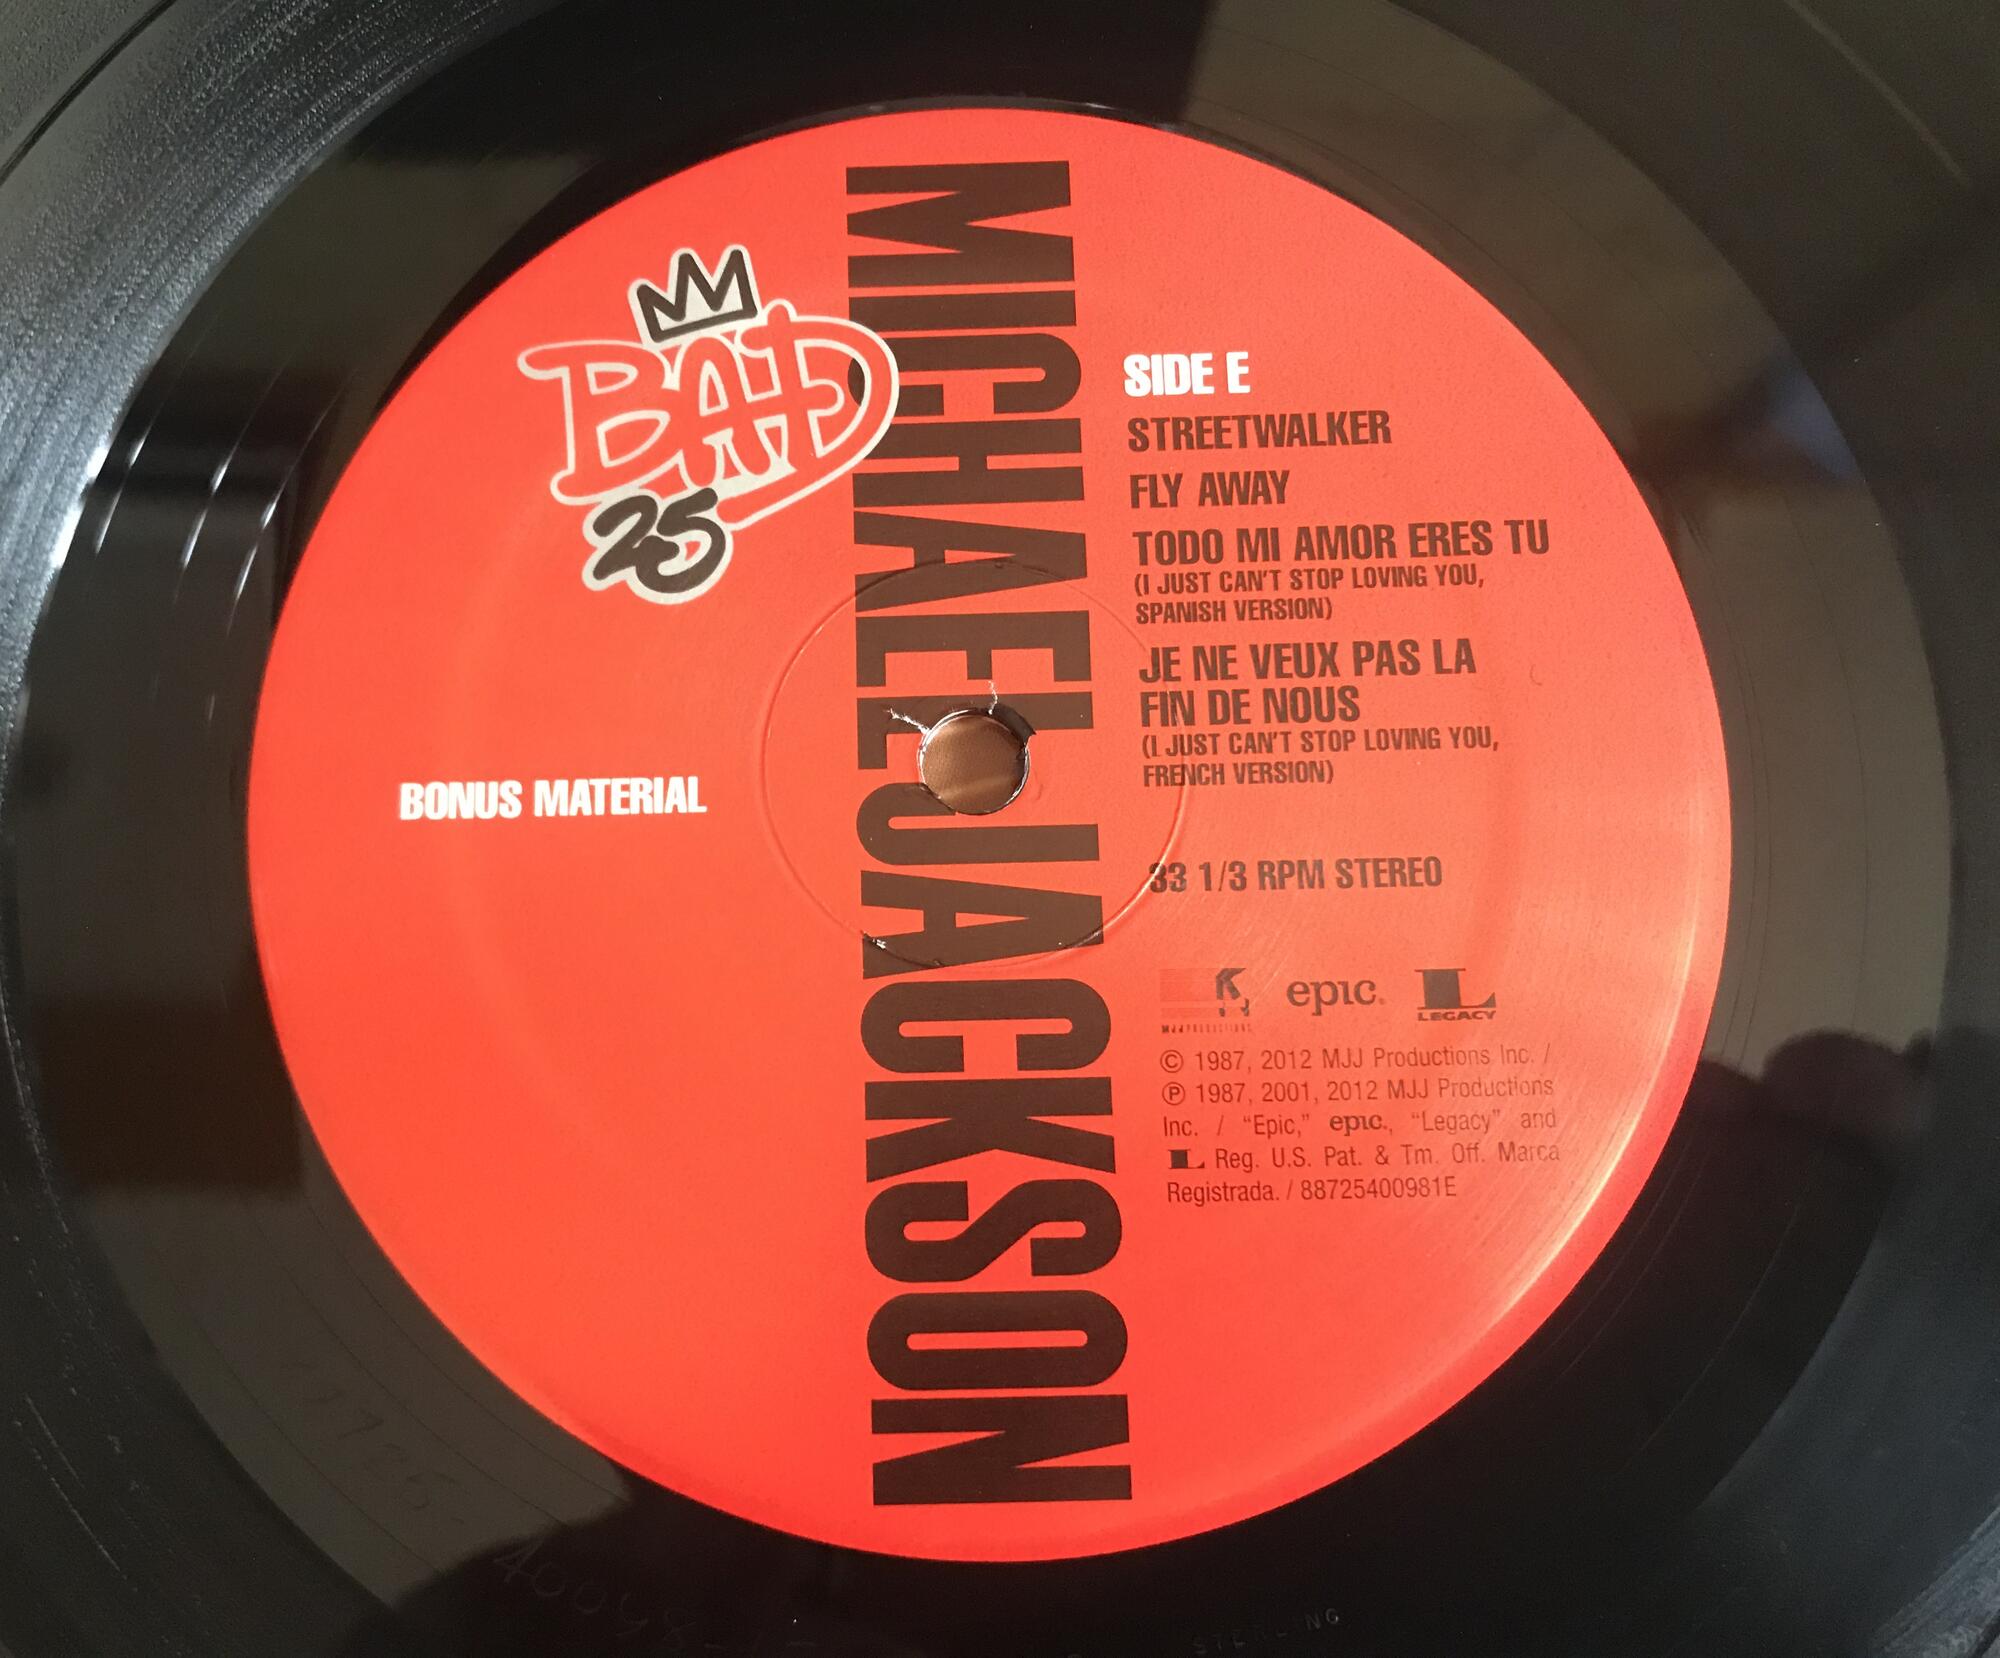 MICHAEL JACKSON
BAD
25
BONUS MATERIAL
SIDE E
STREETWALKER
FLY AWAY
TODO MI AMOR ERES TU
(I JUST CAN'T STOP LOVING YOU,
SPANISH VERSION)
JE NE VEUX PAS LA
FIN DE NOUS
(I JUST CAN'T STOP LOVING YOU,
FRENCH VERSION)
33 1/3 RPM STEREO
MJJ PRODUCTIONS
epic.
L
LEGACY
© 1987, 2012 MJJ Productions Inc. /
℗ 1987, 2001, 2012 MJJ Productions
Inc. / “Epic,” epic., “Legacy” and
L Reg. U.S. Pat. & Tm. Off. Marca
Registrada. / 88725400981E
STERLING